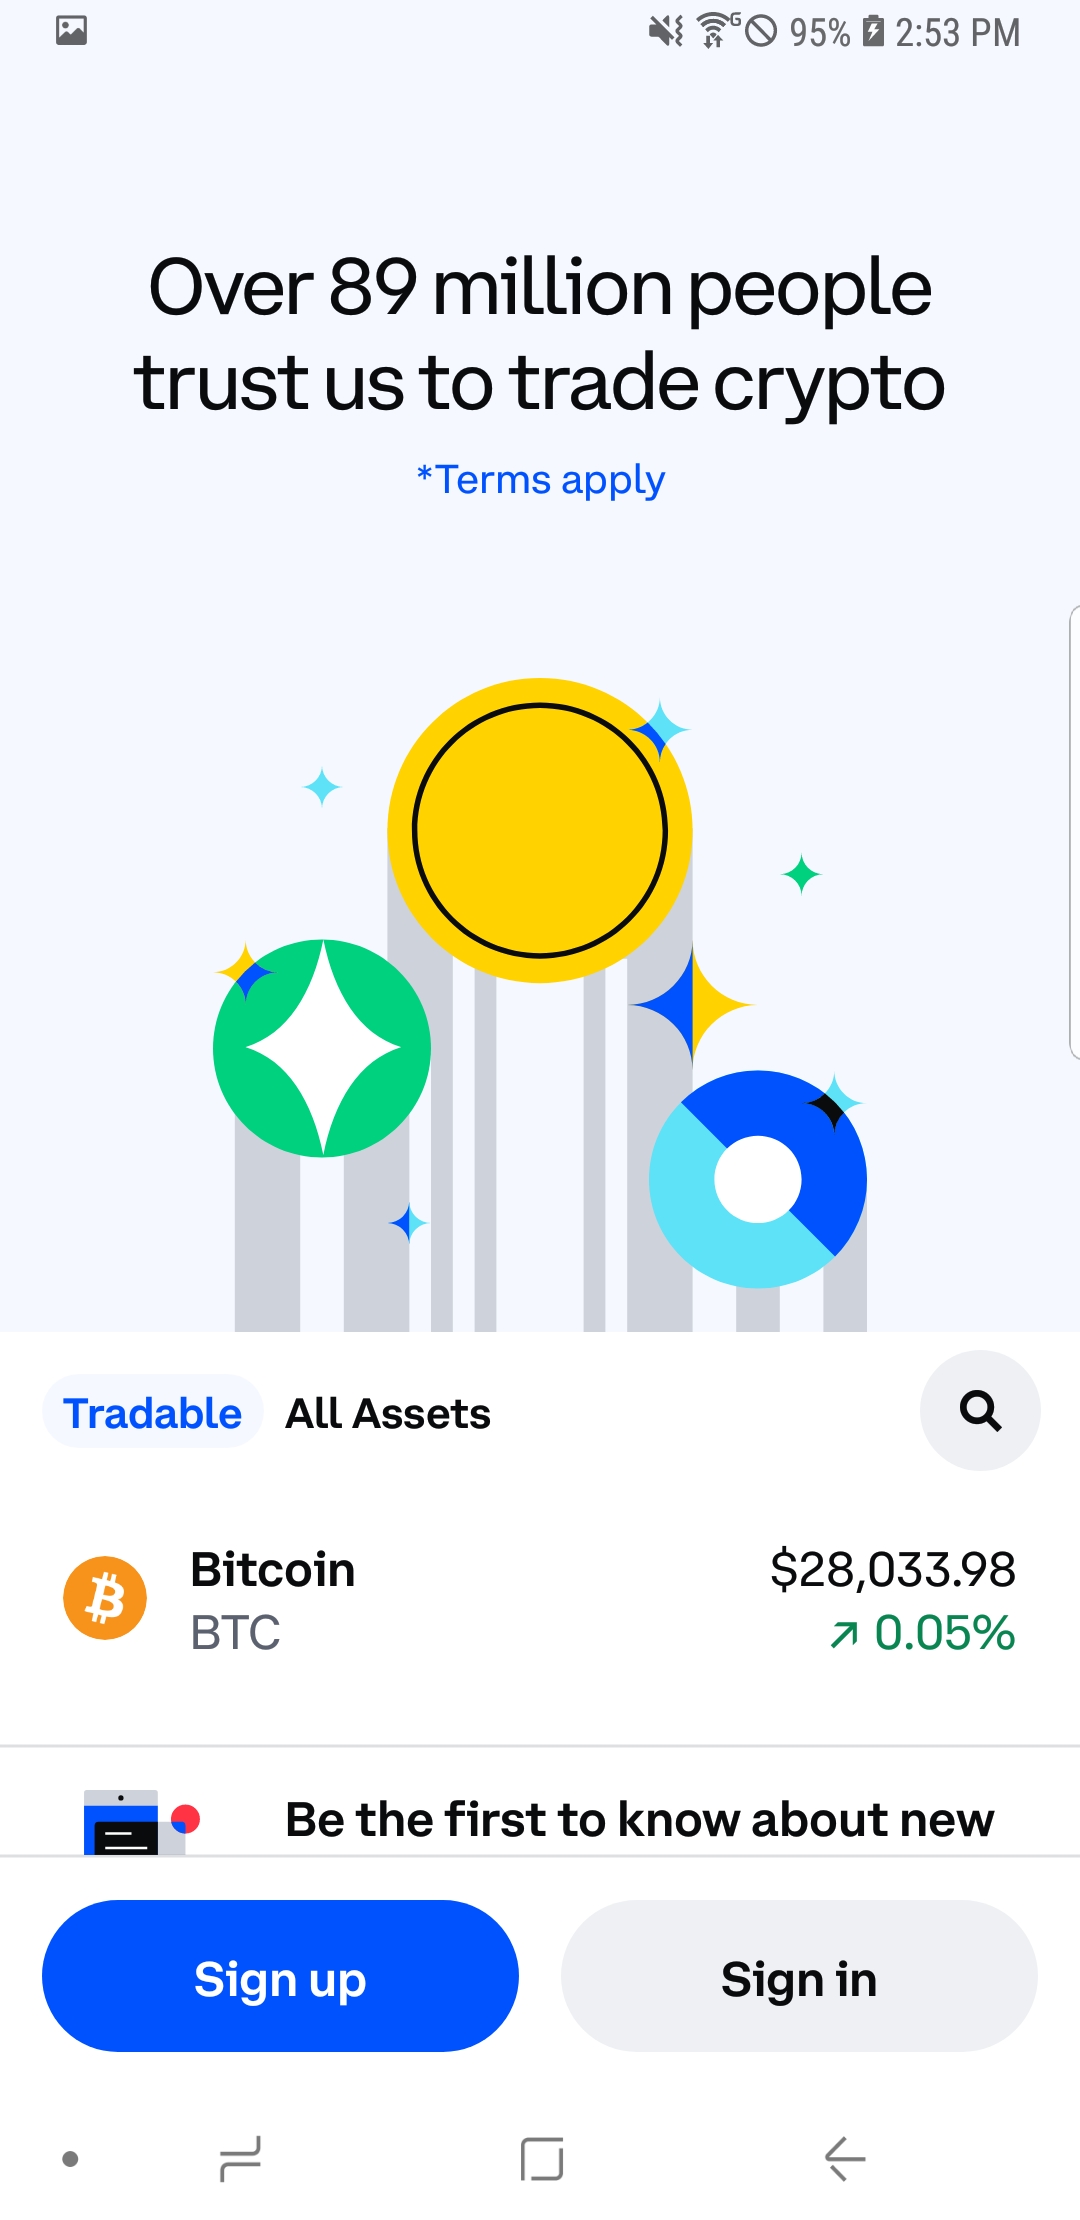 95% 2:53 PM
Over 89 million people
trust us to trade crypto
*Terms apply
Tradable All Assets
Bitcoin $28,033.98
BTC ↗ 0.05%
Be the first to know about new
Sign up Sign in